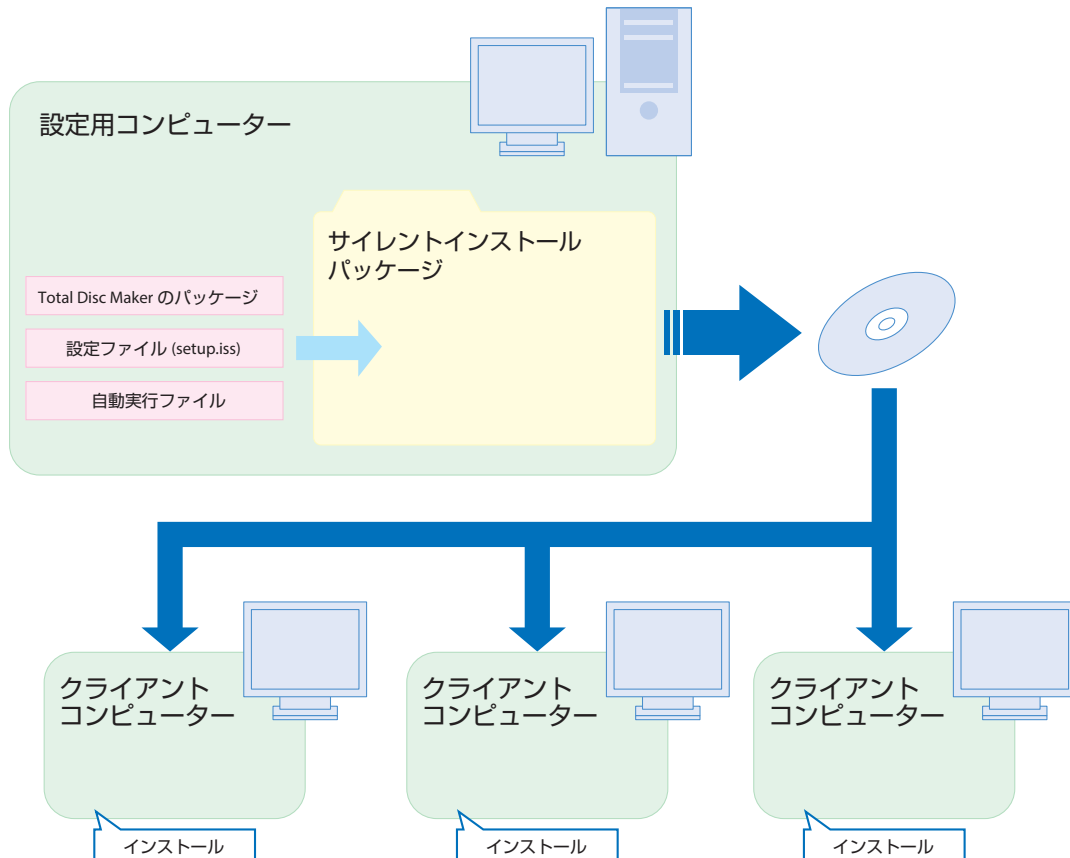 設定用コンピューター
サイレントインストール
パッケージ
Total Disc Maker のパッケージ
設定ファイル (setup.iss)
自動実行ファイル
クライアント
コンピューター
クライアント
コンピューター
クライアント
コンピューター
インストール
インストール
インストール